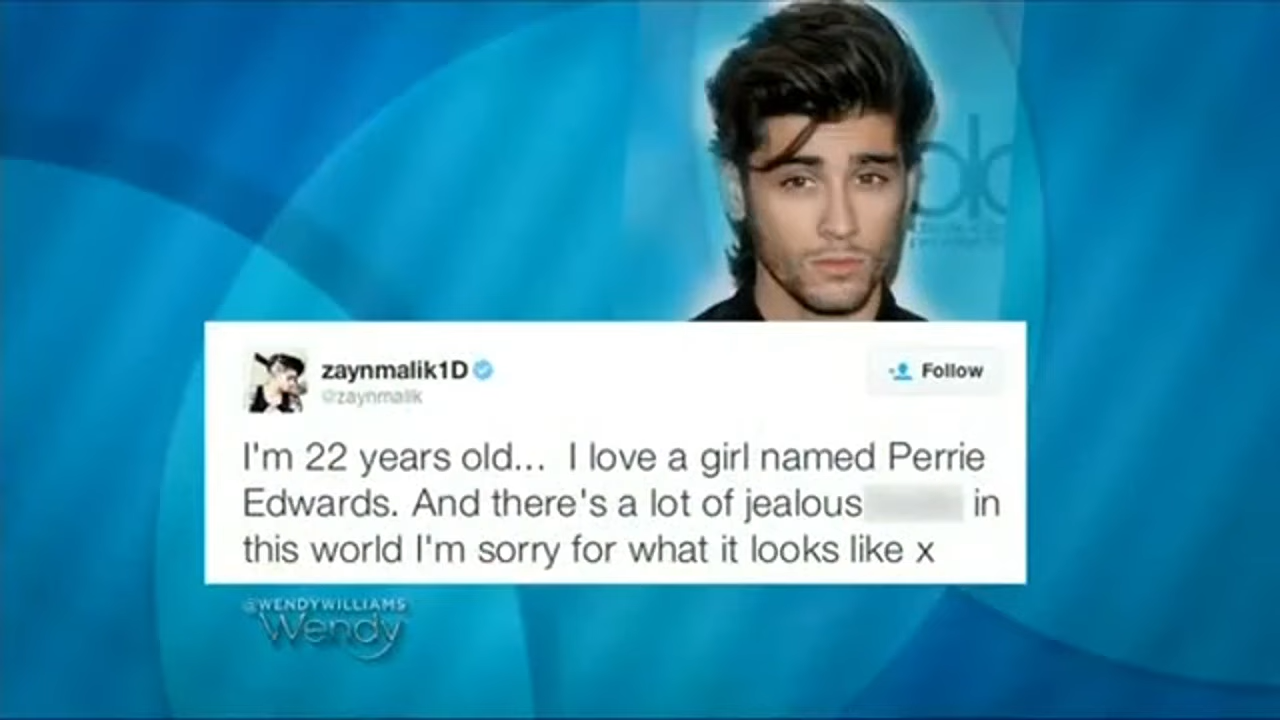 zaynmalik1D
@zaynmalik
Follow
I'm 22 years old... I love a girl named Perrie
Edwards. And there's a lot of jealous in
this world I'm sorry for what it looks like x
@WENDYWILLIAMS
Wendy